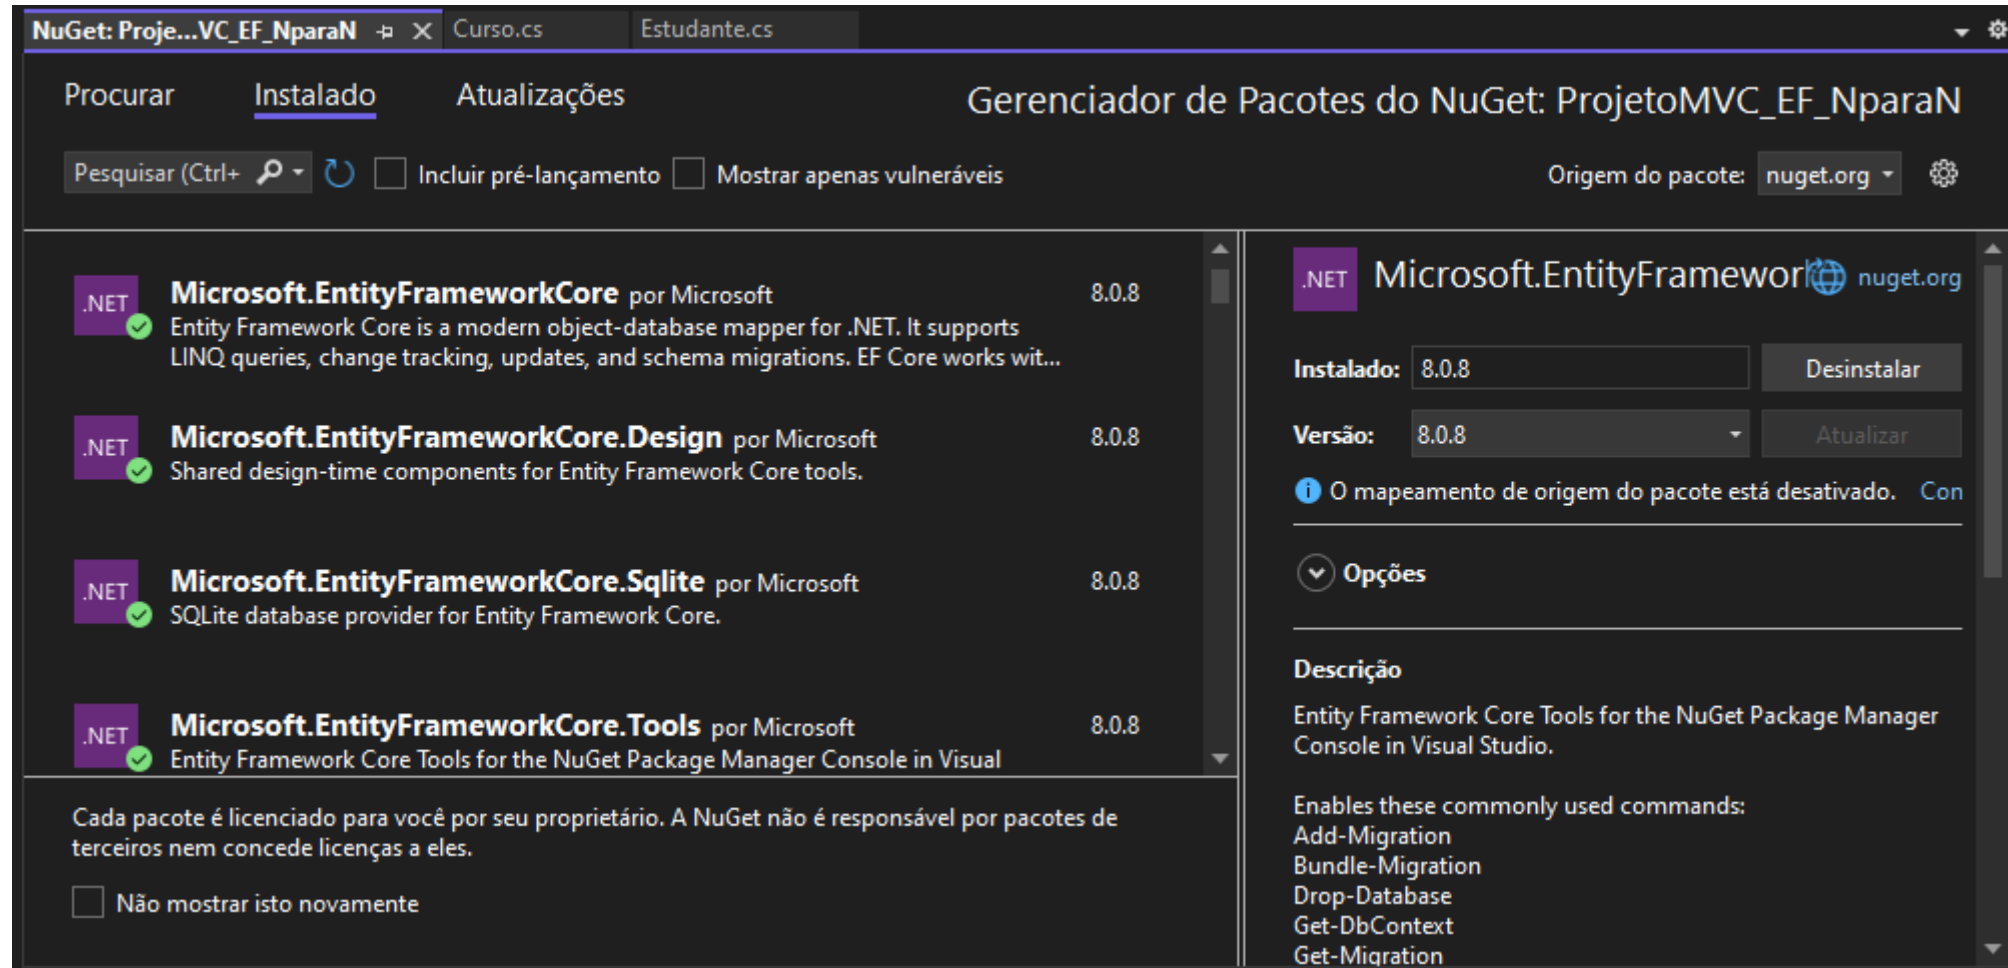 NuGet: Proje...VC_EF_NparaN
Curso.cs
Estudante.cs
Procurar
Instalado
Atualizações
Gerenciador de Pacotes do NuGet: ProjetoMVC_EF_NparaN
Pesquisar (Ctrl+
Incluir pré-lançamento
Mostrar apenas vulneráveis
Origem do pacote:
nuget.org
.NET
Microsoft.EntityFrameworkCore por Microsoft
8.0.8
Entity Framework Core is a modern object-database mapper for .NET. It supports
LINQ queries, change tracking, updates, and schema migrations. EF Core works wit...
.NET
Microsoft.EntityFrameworkCore.Design por Microsoft
8.0.8
Shared design-time components for Entity Framework Core tools.
.NET
Microsoft.EntityFrameworkCore.Sqlite por Microsoft
8.0.8
SQLite database provider for Entity Framework Core.
.NET
Microsoft.EntityFrameworkCore.Tools por Microsoft
8.0.8
Entity Framework Core Tools for the NuGet Package Manager Console in Visual
Cada pacote é licenciado para você por seu proprietário. A NuGet não é responsável por pacotes de
terceiros nem concede licenças a eles.
Não mostrar isto novamente
.NET
Microsoft.EntityFramewor
nuget.org
Instalado: 8.0.8
Desinstalar
Versão: 8.0.8
Atualizar
O mapeamento de origem do pacote está desativado. Con
Opções
Descrição
Entity Framework Core Tools for the NuGet Package Manager
Console in Visual Studio.
Enables these commonly used commands:
Add-Migration
Bundle-Migration
Drop-Database
Get-DbContext
Get-Migration